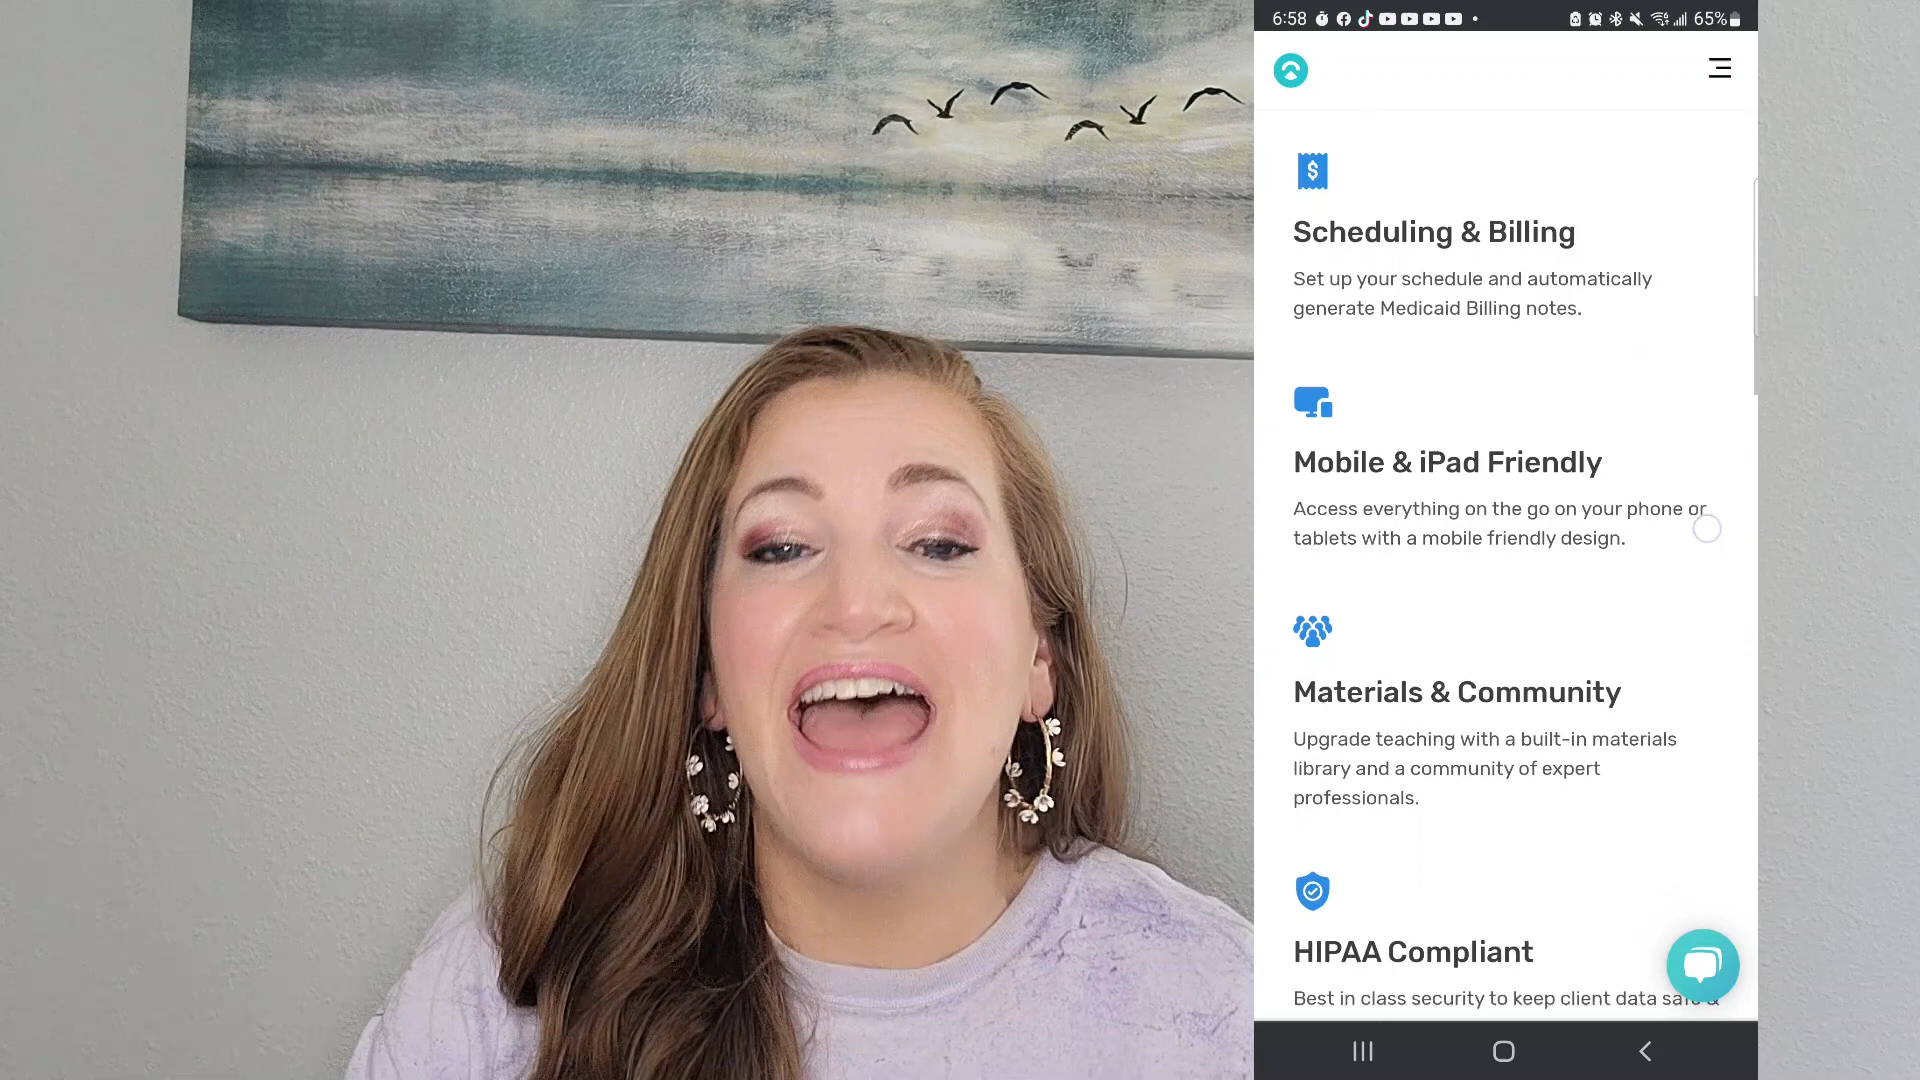 6:58
65%
$
Scheduling & Billing
Set up your schedule and automatically
generate Medicaid Billing notes.
Mobile & iPad Friendly
Access everything on the go on your phone or
tablets with a mobile friendly design.
Materials & Community
Upgrade teaching with a built-in materials
library and a community of expert
professionals.
HIPAA Compliant
Best in class security to keep client data safe &